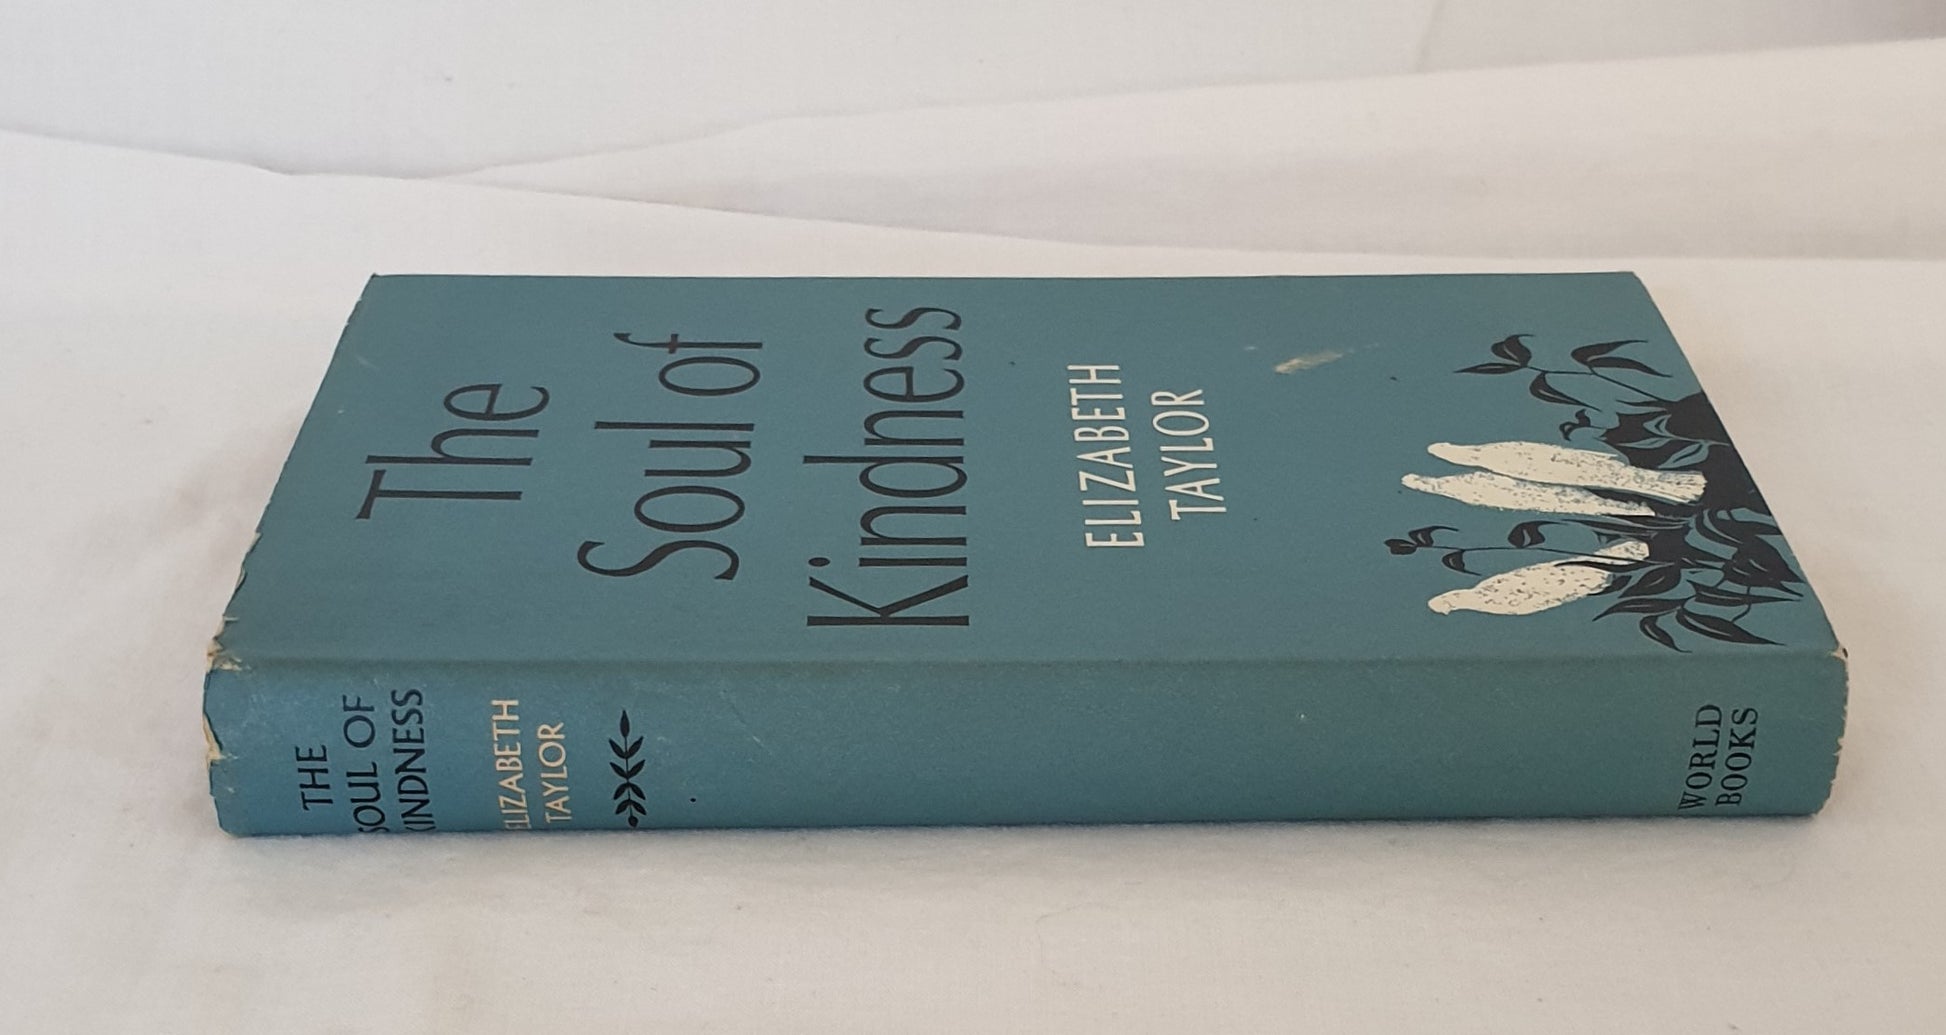 The
Soul of
Kindness
ELIZABETH
TAYLOR
THE
SOUL OF
KINDNESS
ELIZABETH
TAYLOR
WORLD
BOOKS